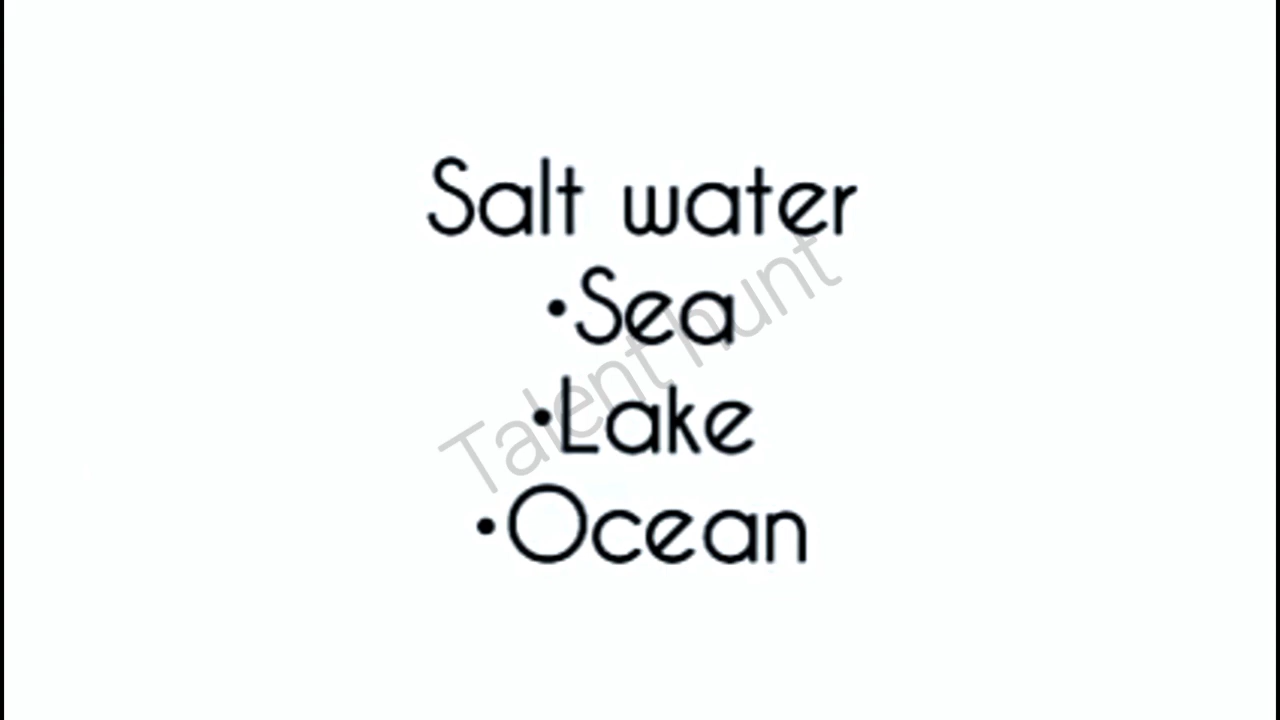 Salt water
•Sea
•Lake
•Ocean
Talent hunt